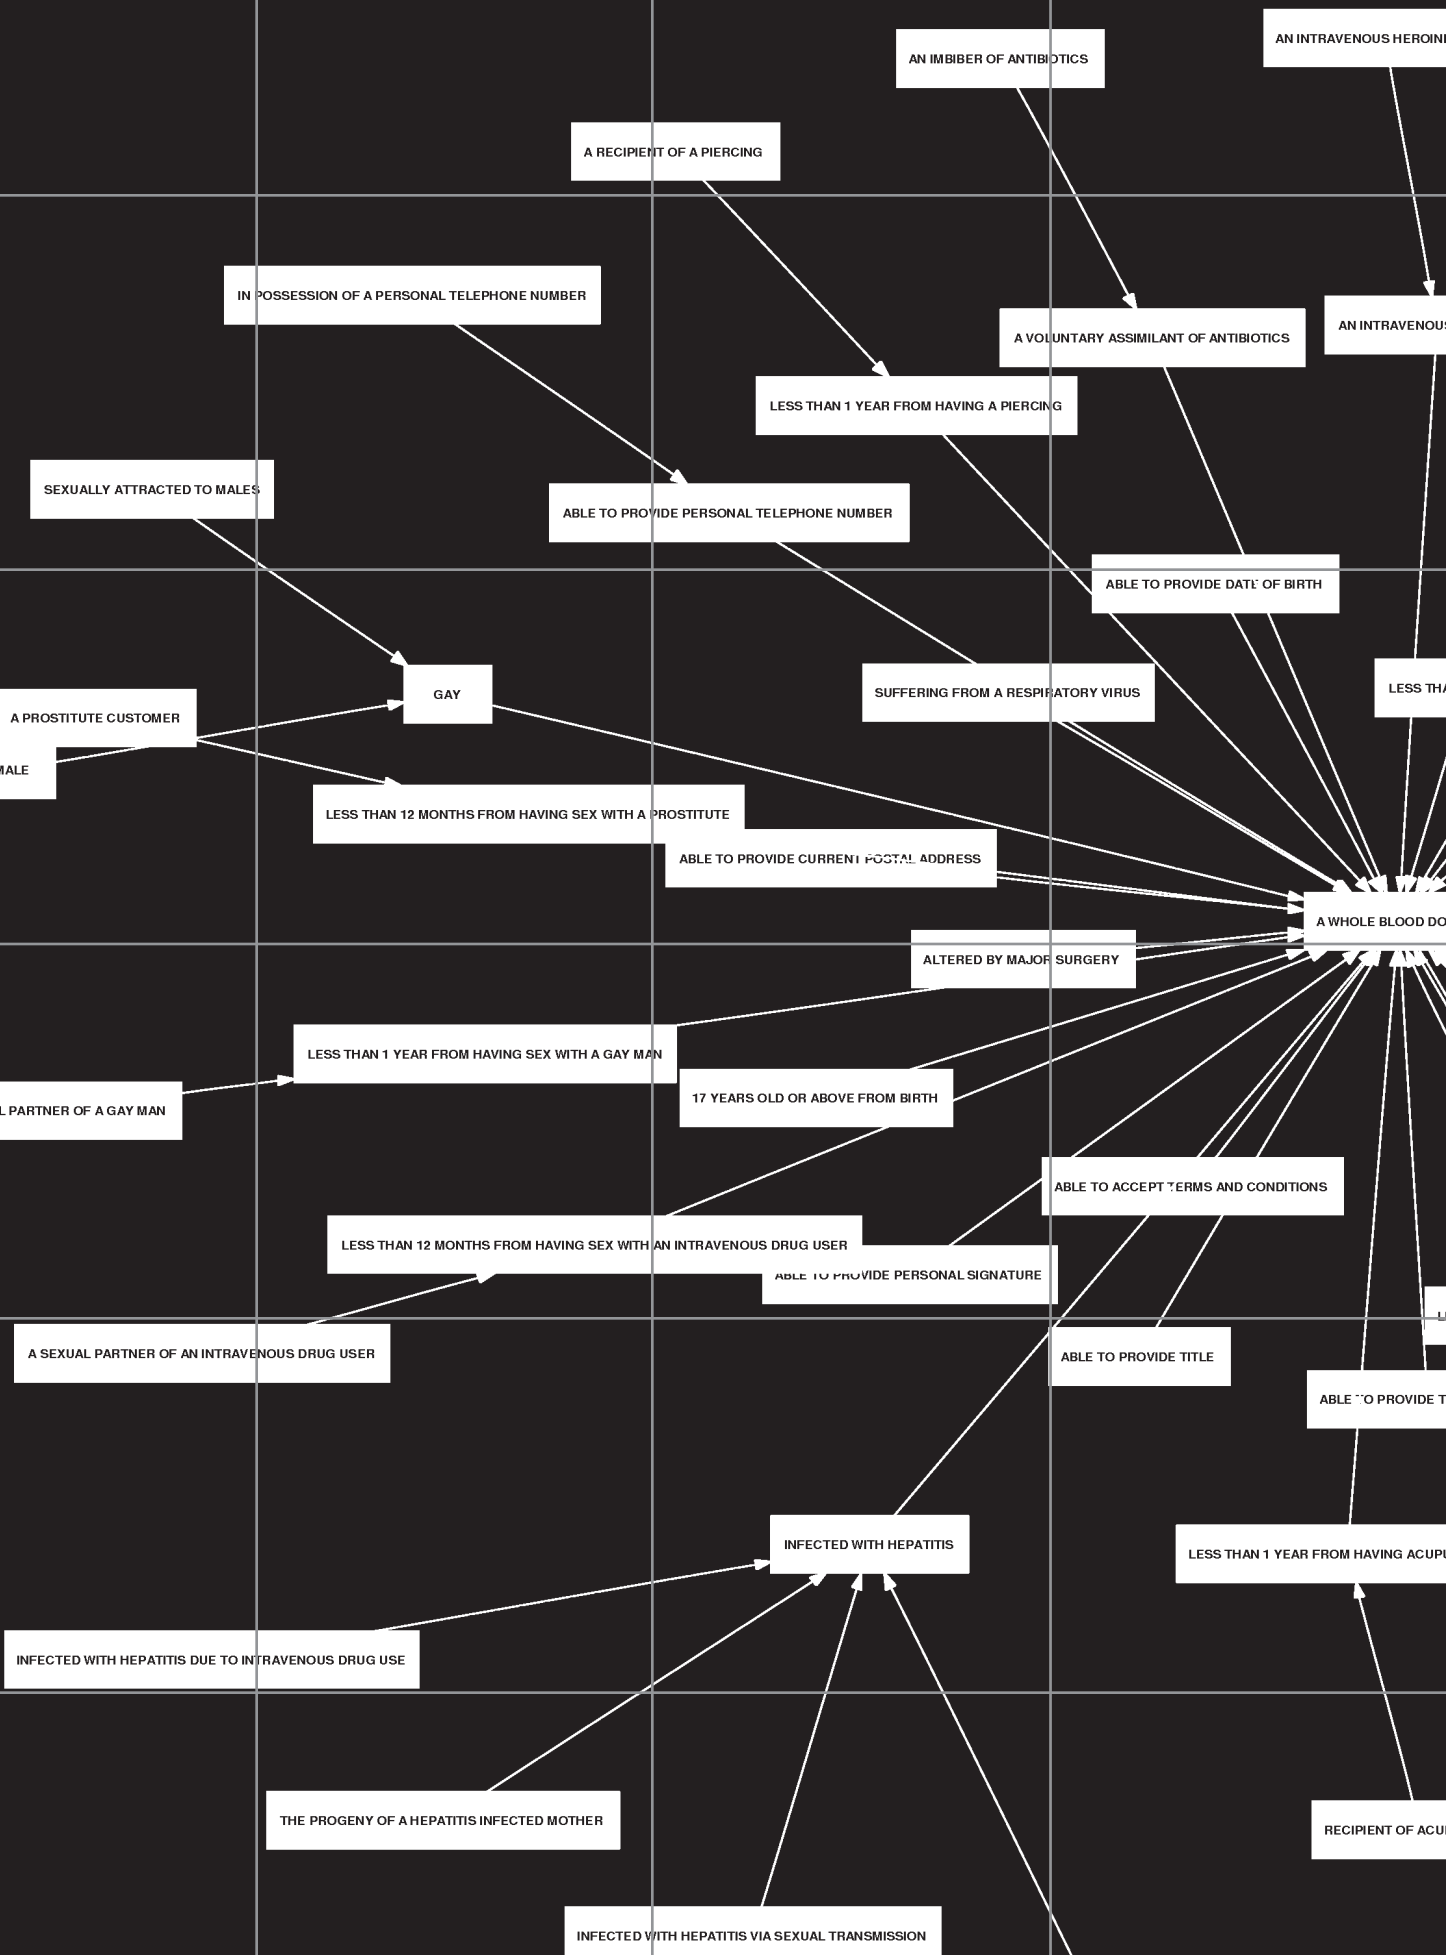 AN INTRAVENOUS
AN IMBIBER OF ANTIBIOTICS
A RECIPIENT OF A PIERCING
IN POSSESSION OF A PERSONAL TELEPHONE NUMBER
A VOLUNTARY ASSIMILANT OF ANTIBIOTICS
AN INTRAVENOUS
LESS THAN 1 YEAR FROM HAVING A PIERCING
SEXUALLY ATTRACTED TO MALES
ABLE TO PROVIDE PERSONAL TELEPHONE NUMBER
ABLE TO PROVIDE DATE OF BIRTH
GAY
SUFFERING FROM A RESPIRATORY VIRUS
LESS
A PROSTITUTE CUSTOMER
MALE
LESS THAN 12 MONTHS FROM HAVING SEX WITH A PROSTITUTE
ABLE TO PROVIDE CURRENT POSTAL ADDRESS
A WHOLE BLOOD DO
ALTERED BY MAJOR SURGERY
LESS THAN 1 YEAR FROM HAVING SEX WITH A GAY MAN
17 YEARS OLD OR ABOVE FROM BIRTH
L PARTNER OF A GAY MAN
ABLE TO ACCEPT TERMS AND CONDITIONS
LESS THAN 12 MONTHS FROM HAVING SEX WITH AN INTRAVENOUS DRUG USER
ABLE TO PROVIDE PERSONAL SIGNATURE
A SEXUAL PARTNER OF AN INTRAVENOUS DRUG USER
ABLE TO PROVIDE TITLE
ABLE TO PROVIDE T
INFECTED WITH HEPATITIS
LESS THAN 1 YEAR FROM HAVING ACUPU
INFECTED WITH HEPATITIS DUE TO INTRAVENOUS DRUG USE
THE PROGENY OF A HEPATITIS INFECTED MOTHER
RECIPIENT OF ACU
INFECTED WITH HEPATITIS VIA SEXUAL TRANSMISSION